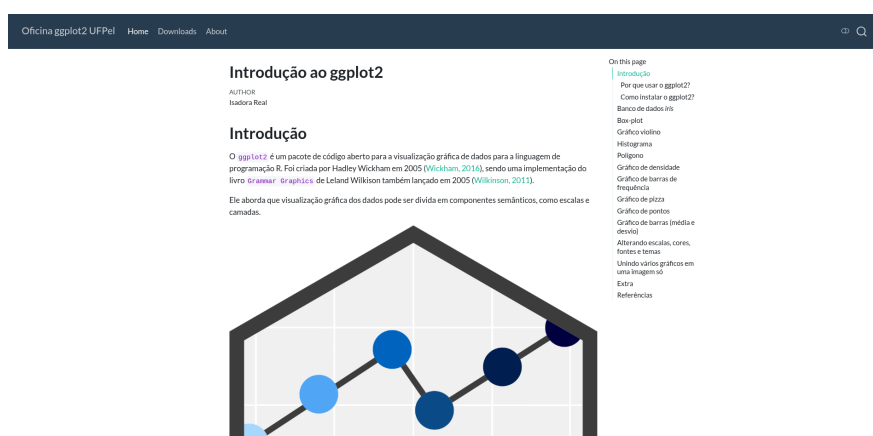 Oficina ggplot2 UFPel Home Downloads About
Introdução ao ggplot2
AUTHOR
Isadora Real
Introdução
O ggplot2 é um pacote de código aberto para a visualização gráfica de dados para a linguagem de
programação R. Foi criada por Hadley Wickham em 2005 (Wickham, 2016), sendo uma implementação do
livro Grammar Graphics de Leland Wilkison também lançado em 2005 (Wilkinson, 2011).
Ele aborda que visualização gráfica dos dados pode ser divida em componentes semânticos, como escalas e
camadas.
On this page
Introdução
Por que usar o ggplot2?
Como instalar o ggplot2?
Banco de dados iris
Box-plot
Gráfico violino
Histograma
Polígono
Gráfico de densidade
Gráfico de barras de
frequência
Gráfico de pizza
Gráfico de pontos
Gráfico de barras (média e
desvio)
Alterando escalas, cores,
fontes e temas
Unindo vários gráficos em
uma imagem só
Extra
Referências